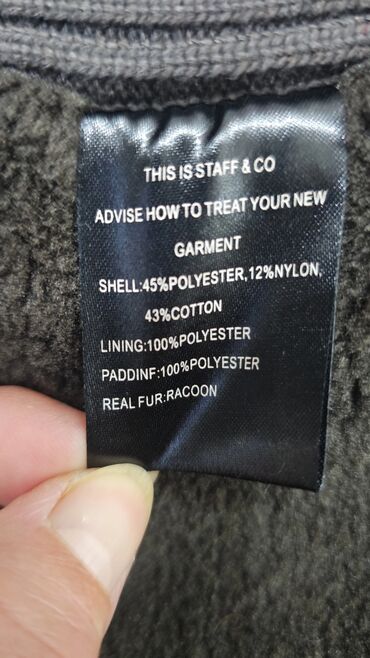 THIS IS STAFF & CO
ADVISE HOW TO TREAT YOUR NEW
GARMENT
SHELL:45%POLYESTER,12%NYLON,
43%COTTON
LINING:100%POLYESTER
PADDINF:100%POLYESTER
REAL FUR:RACOON